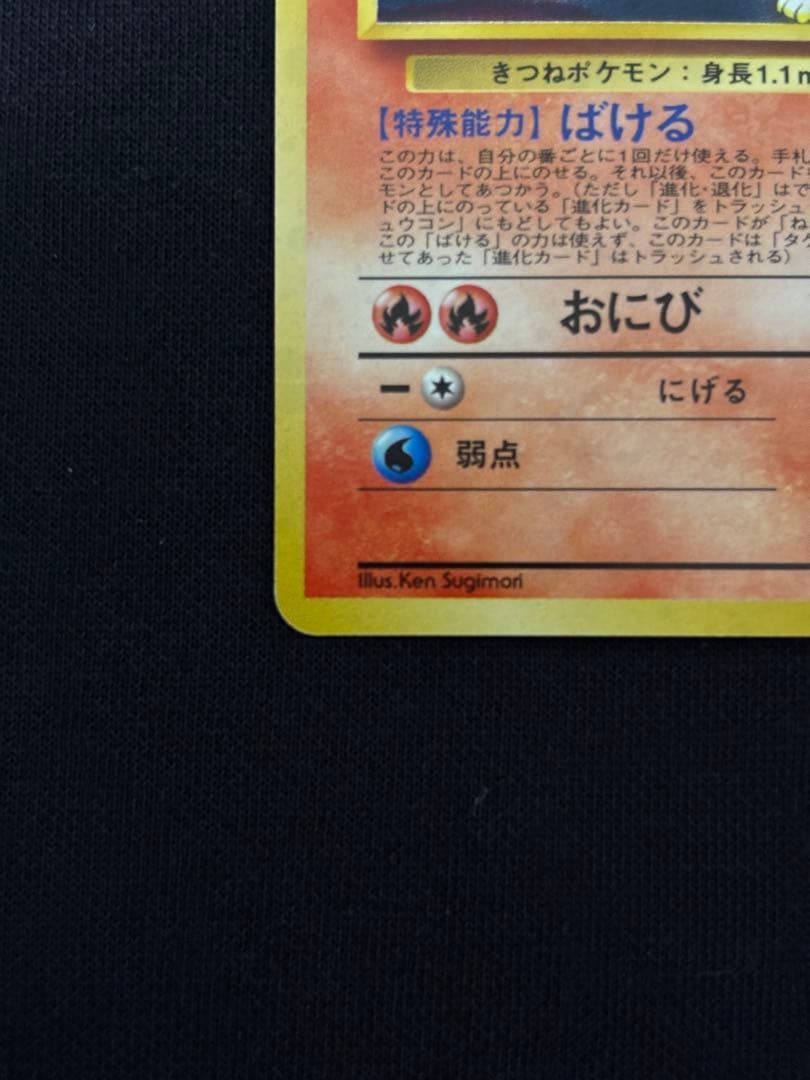 きつねポケモン：身長1.1m
【特殊能力】ばける
この力は、自分の番ごとに1回だけ使える。手札
このカードの上にのせる。それ以後、このカード
モンとしてあつかう。（ただし「進化・退化」はで
ドの上にのっている「進化カード」をトラッシュ
ュウコン」にもどしてもよい。このカードが「ね
この「ばける」の力は使えず、このカードは「タケ
せてあった「進化カード」はトラッシュされる）
おにび
にげる
弱点
Illus.Ken Sugimori